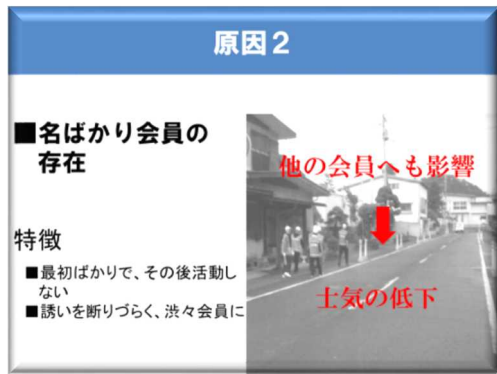 原因２
■名ばかり会員の
存在
特徴
■最初ばかりで、その後活動し
ない
■誘いを断りづらく、渋々会員に
他の会員へも影響
士気の低下